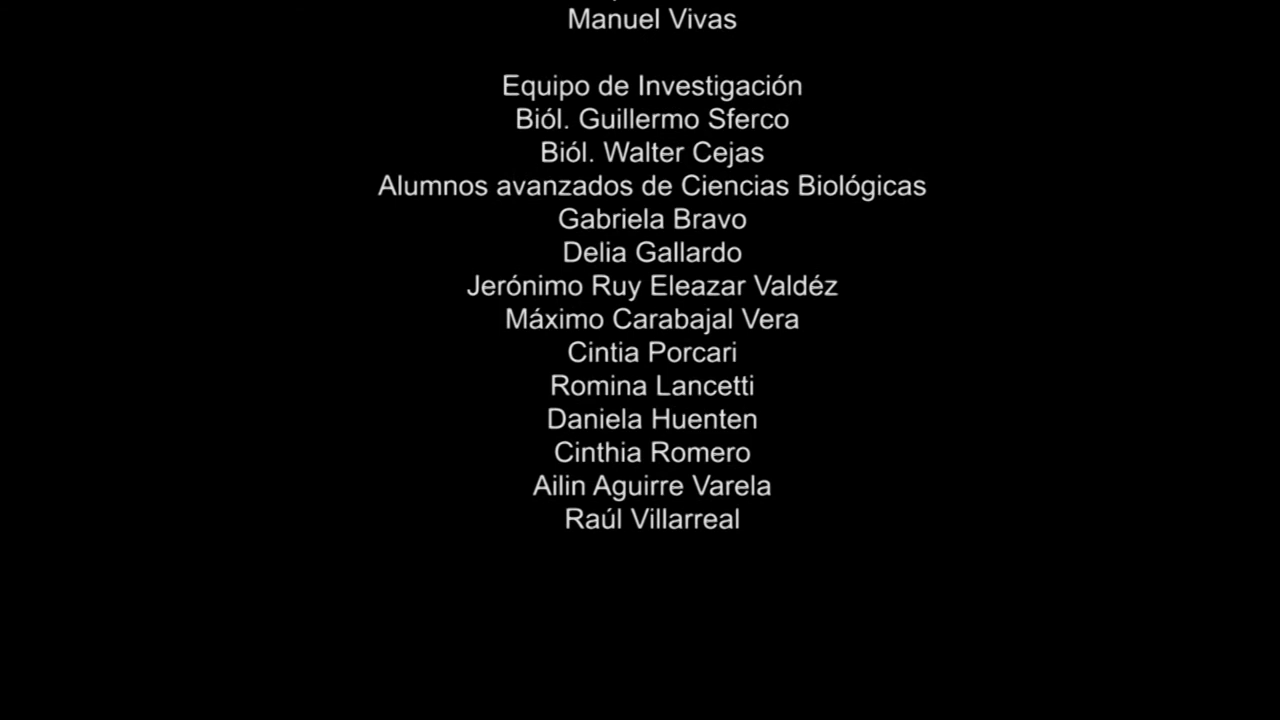 Manuel Vivas
Equipo de Investigación
Biól. Guillermo Sferco
Biól. Walter Cejas
Alumnos avanzados de Ciencias Biológicas
Gabriela Bravo
Delia Gallardo
Jerónimo Ruy Eleazar Valdéz
Máximo Carabajal Vera
Cintia Porcari
Romina Lancetti
Daniela Huenten
Cinthia Romero
Ailin Aguirre Varela
Raúl Villarreal